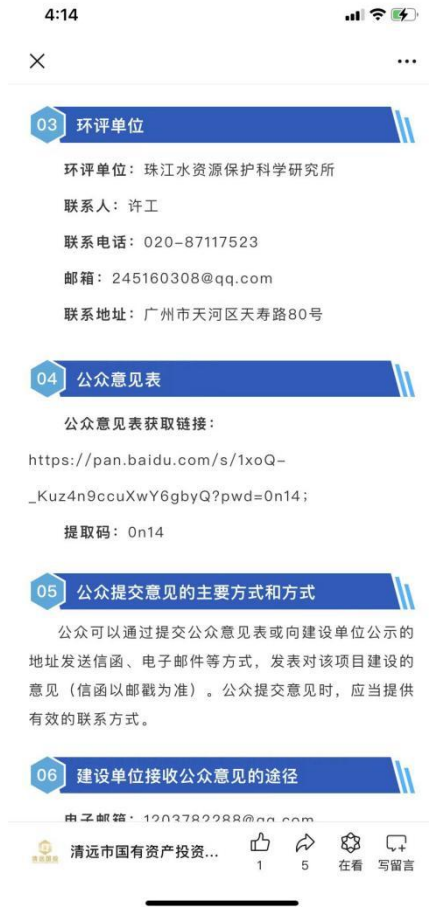 4:14
03 环评单位
环评单位：珠江水资源保护科学研究所
联系人：许工
联系电话：020-87117523
邮箱：245160308@qq.com
联系地址：广州市天河区天寿路80号
04 公众意见表
公众意见表获取链接：
https://pan.baidu.com/s/1xoQ-
_Kuz4n9ccuXwY6gbyQ?pwd=0n14；
提取码：0n14
05 公众提交意见的主要方式和方式
公众可以通过提交公众意见表或向建设单位公示的
地址发送信函、电子邮件等方式，发表对该项目建设的
意见（信函以邮戳为准）。公众提交意见时，应当提供
有效的联系方式。
06 建设单位接收公众意见的途径
电子邮箱：1203782288@qq.com
清远市国有资产投资...
1
5
在看
写留言